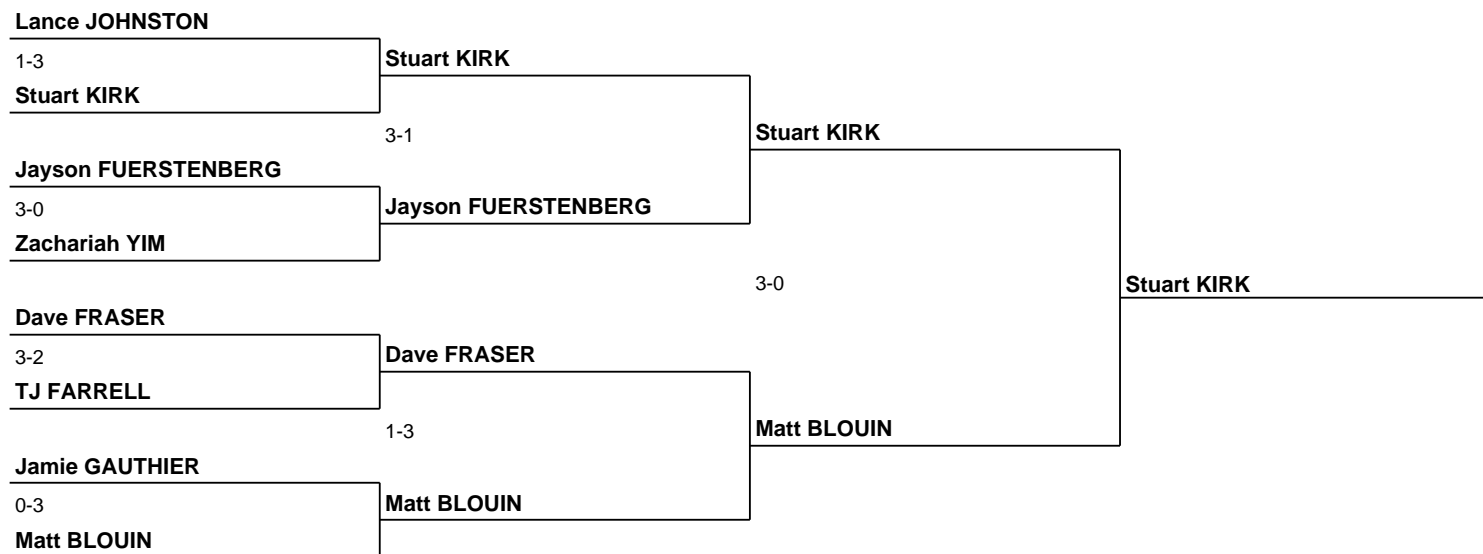 Lance JOHNSTON
1-3
Stuart KIRK
Stuart KIRK
3-1
Stuart KIRK
Jayson FUERSTENBERG
3-0
Jayson FUERSTENBERG
Zachariah YIM
3-0
Stuart KIRK
Dave FRASER
3-2
Dave FRASER
TJ FARRELL
1-3
Matt BLOUIN
Jamie GAUTHIER
0-3
Matt BLOUIN
Matt BLOUIN